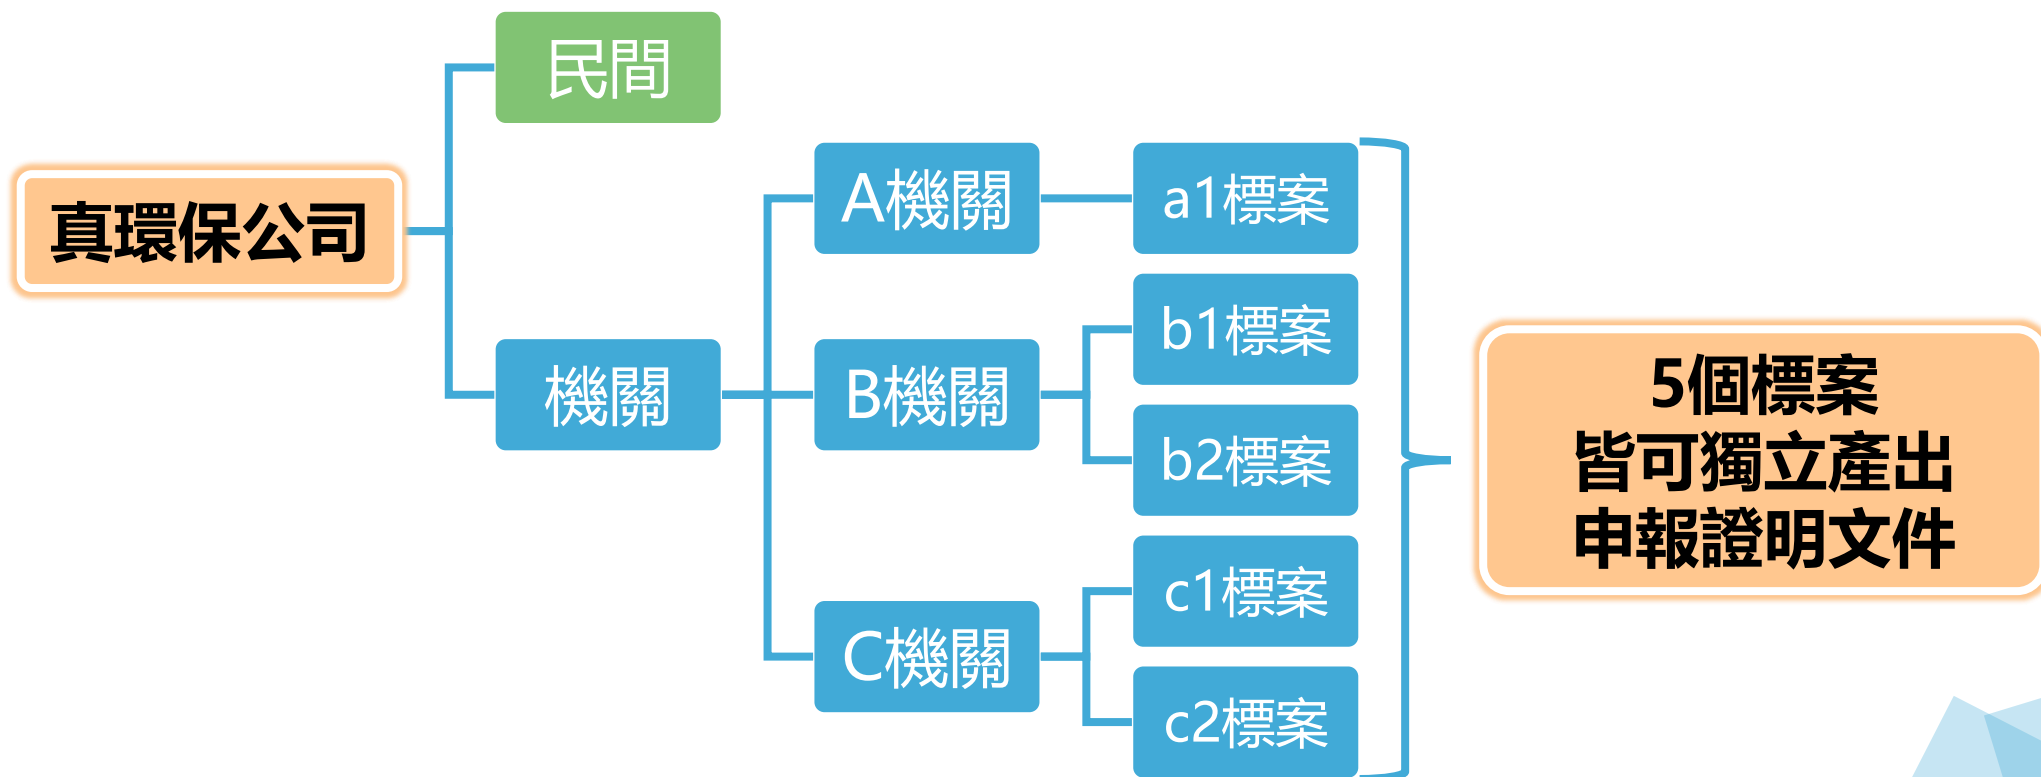 民間
真環保公司
機關
A機關
a1標案
B機關
b1標案
b2標案
C機關
c1標案
c2標案
5個標案
皆可獨立產出
申報證明文件